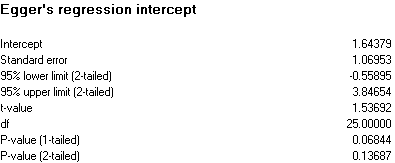 Egger's regression intercept
Intercept 1.64379
Standard error 1.06953
95% lower limit (2-tailed) -0.55895
95% upper limit (2-tailed) 3.84654
t-value 1.53692
df 25.00000
P-value (1-tailed) 0.06844
P-value (2-tailed) 0.13687